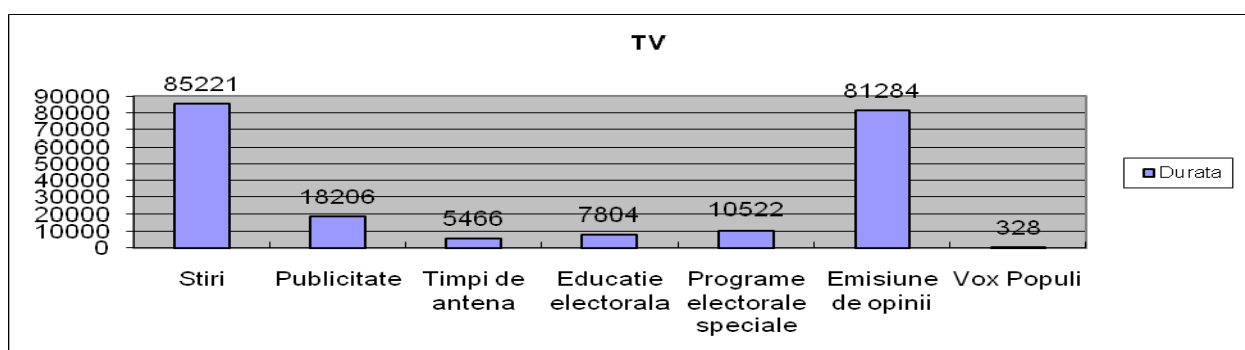 TV
85221
81284
90000
80000
70000
60000
50000
40000
30000
20000
10000
0
18206
5466
7804
10522
328
Durata
Stiri
Publicitate
Timpi de
antena
Educatie
electorala
Programe
electorale
speciale
Emisiune
de opinii
Vox Populi